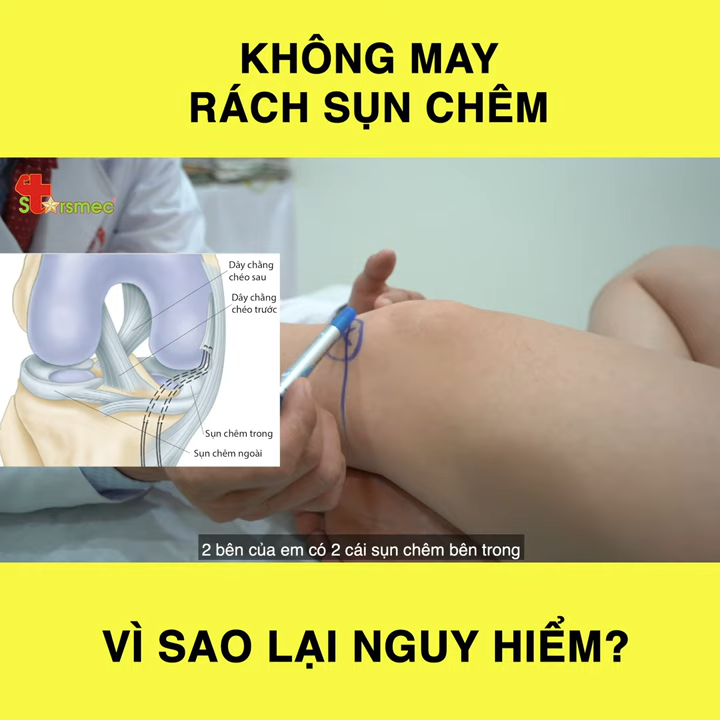 KHÔNG MAY
RÁCH SỤN CHÊM
Starsmec
Dây chằng
chéo sau
Dây chằng
chéo trước
Sụn chêm trong
Sụn chêm ngoài
2 bên của em có 2 cái sụn chêm bên trong
VÌ SAO LẠI NGUY HIỂM?